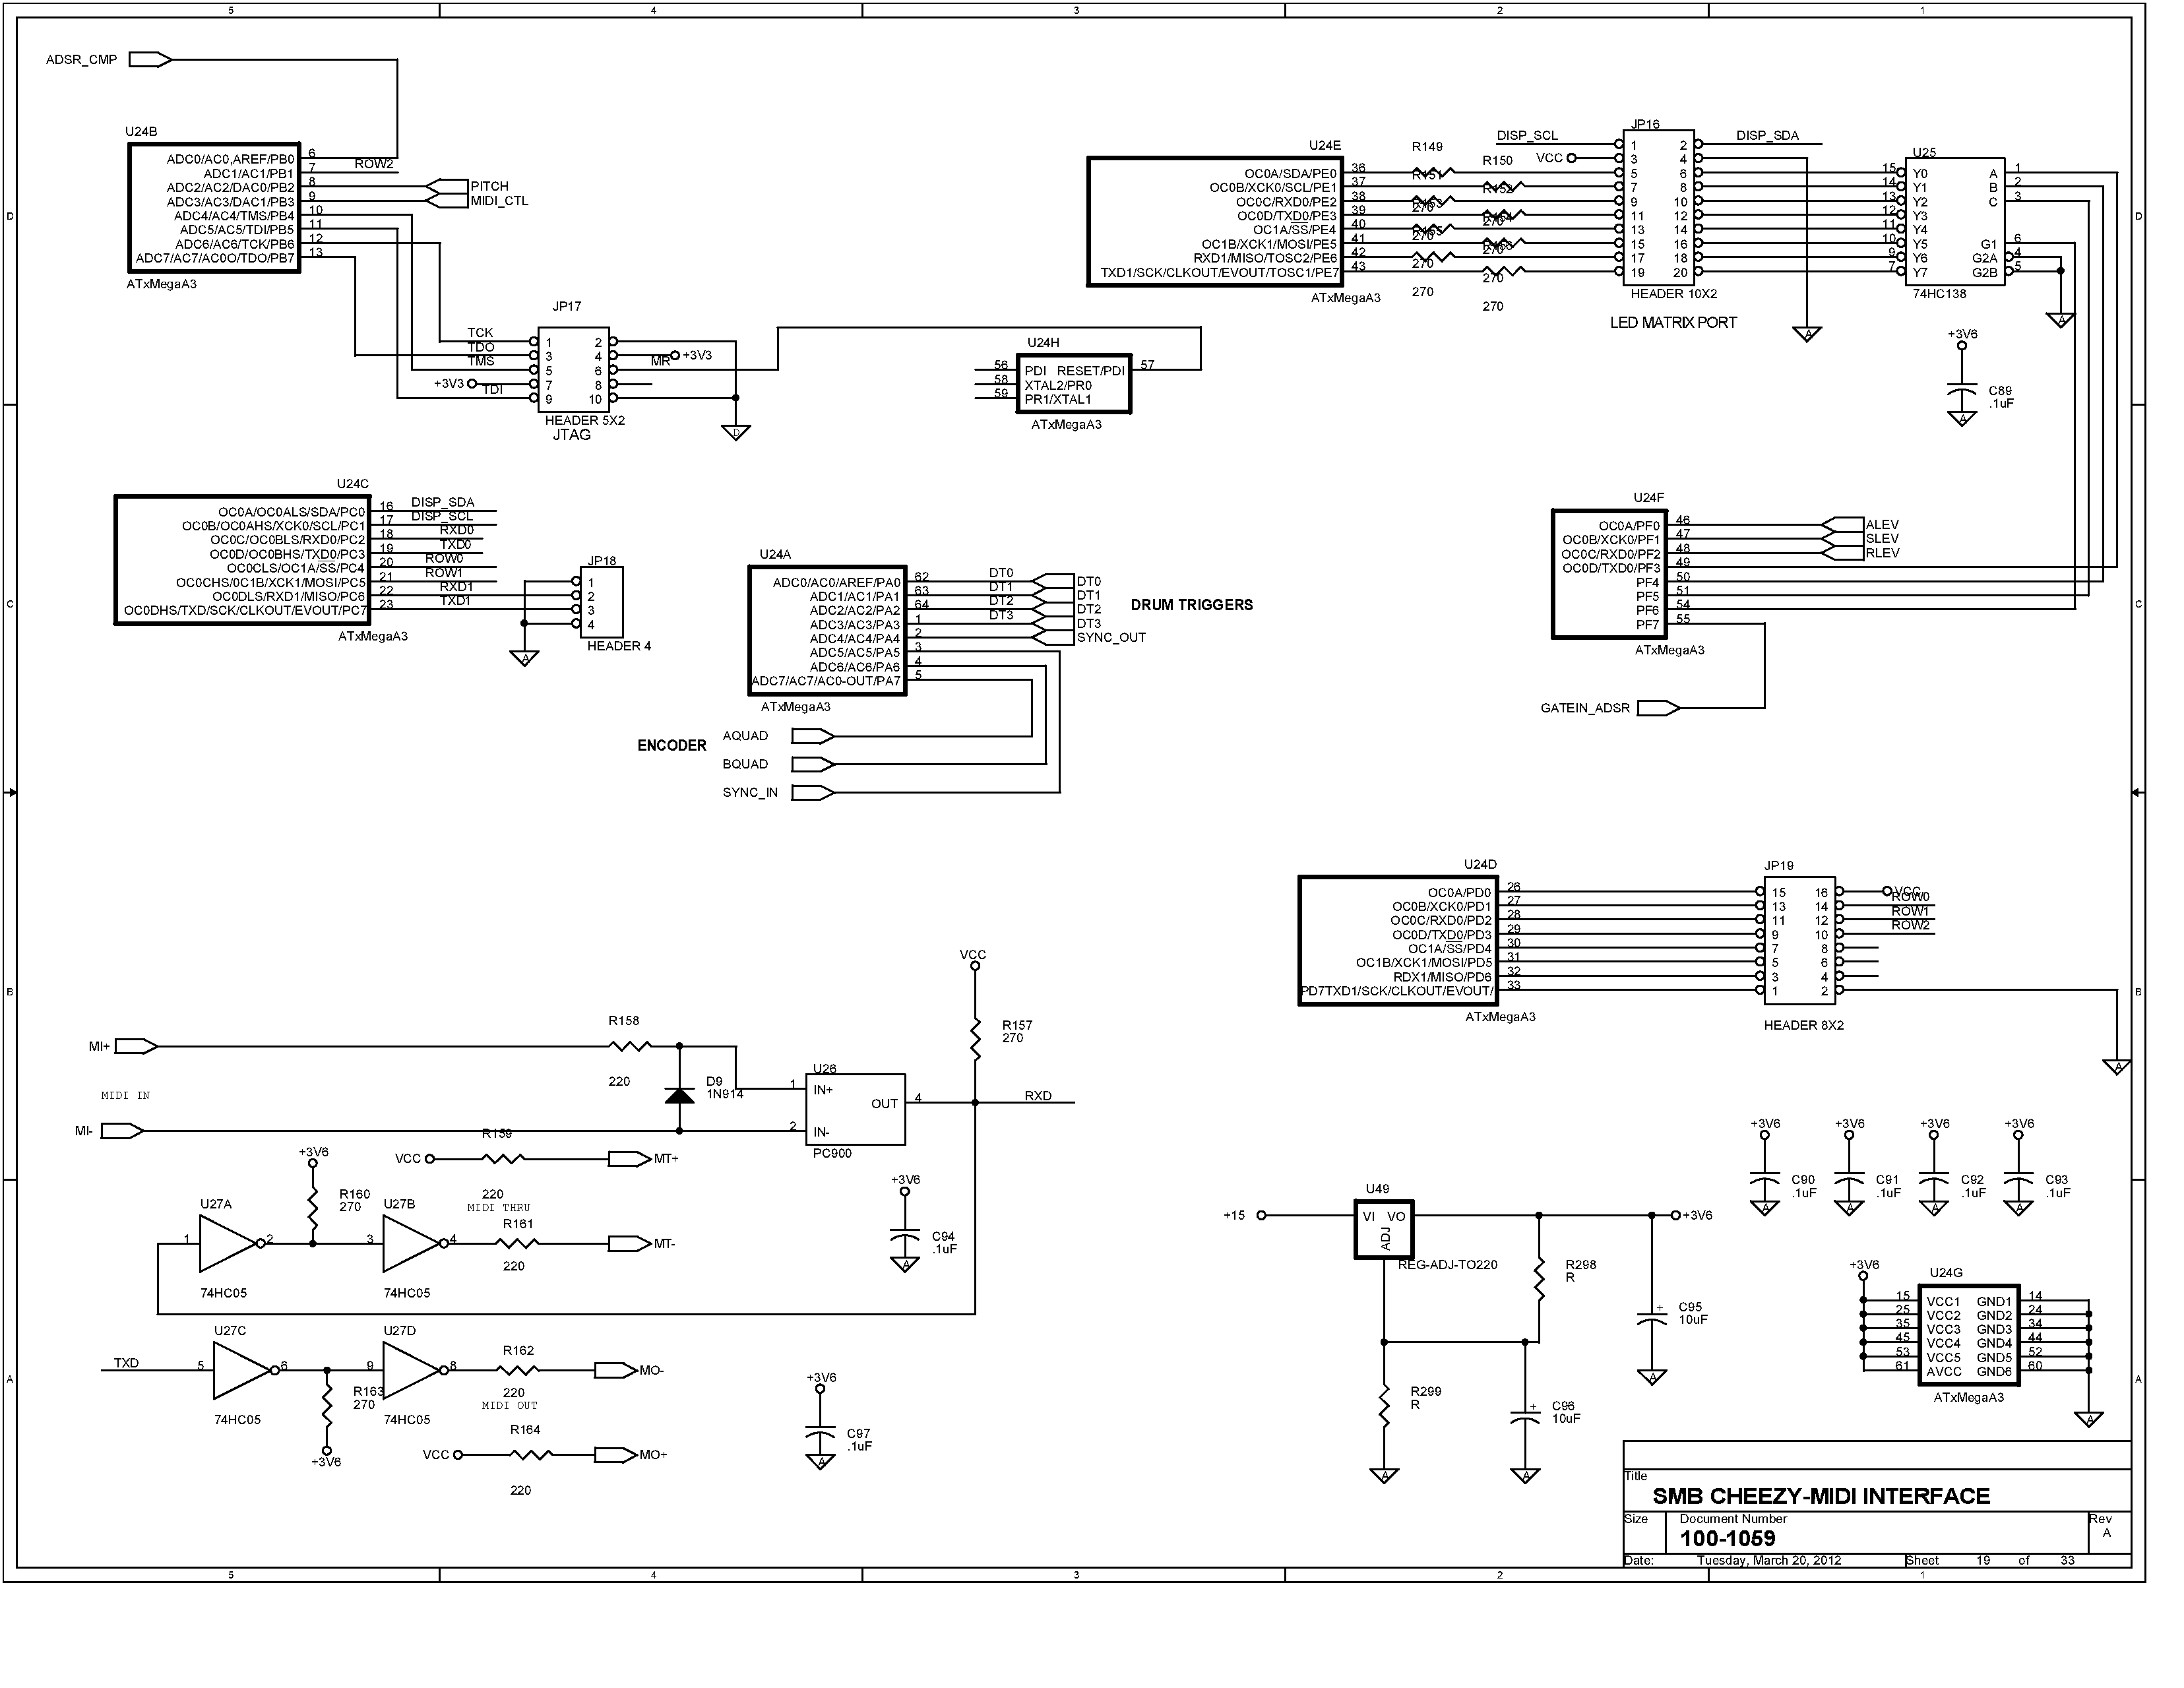 5
4
3
2
1
D
C
B
A
D
C
B
A
ADSR_CMP
U24B
ADC0/AC0,AREF/PB0 6
ADC1/AC1/PB1 7 ROW2
ADC2/AC2/DAC0/PB2 8 PITCH
ADC3/AC3/DAC1/PB3 9 MIDI_CTL
ADC4/AC4/TMS/PB4 10
ADC5/AC5/TDI/PB5 11
ADC6/AC6/TCK/PB6 12
ADC7/AC7/AC0O/TDO/PB7 13
ATxMegaA3
JP17
TCK 1 2
TDO 3 4 +3V3
TMS 5 6 MR
+3V3 7 8
TDI 9 10
HEADER 5X2
JTAG
D
U24H
56 PDI RESET/PDI 57
58 XTAL2/PR0
59 PR1/XTAL1
ATxMegaA3
U24E
OC0A/SDA/PE0 36
OC0B/XCK0/SCL/PE1 37
OC0C/RXD0/PE2 38
OC0D/TXD0/PE3 39
OC1A/SS/PE4 40
OC1B/XCK1/MOSI/PE5 41
RXD1/MISO/TOSC2/PE6 42
TXD1/SCK/CLKOUT/EVOUT/TOSC1/PE7 43
ATxMegaA3
R149
R150
R151
R152
R153
270
R154
270
R155
270
R156
270
270
270
270
270
JP16
DISP_SCL 1 2 DISP_SDA
VCC 3 4
5 6
7 8
9 10
11 12
13 14
15 16
17 18
19 20
HEADER 10X2
LED MATRIX PORT
A
U25
15 Y0 A 1
14 Y1 B 2
13 Y2 C 3
12 Y3
11 Y4
10 Y5 G1 6
9 Y6 G2A 4
7 Y7 G2B 5
74HC138
A
+3V6
C89
.1uF
A
U24C
OC0A/OC0ALS/SDA/PC0 16 DISP_SDA
OC0B/OC0AHS/XCK0/SCL/PC1 17 DISP_SCL
OC0C/OC0BLS/RXD0/PC2 18 RXD0
OC0D/OC0BHS/TXD0/PC3 19 TXD0
OC0CLS/OC1A/SS/PC4 20 ROW0
OC0CHS/0C1B/XCK1/MOSI/PC5 21 ROW1
OC0DLS/RXD1/MISO/PC6 22 RXD1
OC0DHS/TXD/SCK/CLKOUT/EVOUT/PC7 23 TXD1
ATxMegaA3
JP18
1
2
3
4
HEADER 4
A
U24A
ADC0/AC0/AREF/PA0 62 DT0 DT0
ADC1/AC1/PA1 63 DT1 DT1
ADC2/AC2/PA2 64 DT2 DT2
ADC3/AC3/PA3 1 DT3 DT3
ADC4/AC4/PA4 2 SYNC_OUT
ADC5/AC5/PA5 3
ADC6/AC6/PA6 4
ADC7/AC7/AC0-OUT/PA7 5
ATxMegaA3
DRUM TRIGGERS
ENCODER
AQUAD
BQUAD
SYNC_IN
U24F
OC0A/PF0 46 ALEV
OC0B/XCK0/PF1 47 SLEV
OC0C/RXD0/PF2 48 RLEV
OC0D/TXD0/PF3 49
PF4 50
PF5 51
PF6 54
PF7 55
ATxMegaA3
GATEIN_ADSR
U24D
OC0A/PD0 26
OC0B/XCK0/PD1 27
OC0C/RXD0/PD2 28
OC0D/TXD0/PD3 29
OC1A/SS/PD4 30
OC1B/XCK1/MOSI/PD5 31
RDX1/MISO/PD6 32
PD7TXD1/SCK/CLKOUT/EVOUT/ 33
ATxMegaA3
JP19
15 16 VCC
13 14 ROW0
11 12 ROW1
9 10 ROW2
7 8
5 6
3 4
1 2
HEADER 8X2
A
MI+
MIDI IN
MI-
R158
220
D9
1N914
U26
1 IN+
OUT 4
2 IN-
PC900
VCC
R157
270
RXD
R159
VCC MT+
220
MIDI THRU
+3V6
R160
270
U27A
1 2
74HC05
U27B
3 4
74HC05
R161
220
MT-
+3V6
C94
.1uF
A
U27C
TXD 5 6
74HC05
R163
270
+3V6
U27D
9 8
74HC05
R162
220
MO-
MIDI OUT
R164
VCC MO+
220
+3V6
C97
.1uF
A
U49
+15 VI VO +3V6
ADJ
REG-ADJ-TO220
R298
R
+
C95
10uF
A
R299
R
A
+
C96
10uF
A
+3V6
C90
.1uF
A
+3V6
C91
.1uF
A
+3V6
C92
.1uF
A
+3V6
C93
.1uF
A
+3V6
U24G
15 VCC1 GND1 14
25 VCC2 GND2 24
35 VCC3 GND3 34
45 VCC4 GND4 44
53 VCC5 GND5 52
61 AVCC GND6 60
ATxMegaA3
A
Title
SMB CHEEZY-MIDI INTERFACE
Size Document Number Rev
100-1059 A
Date: Tuesday, March 20, 2012 Sheet 19 of 33
5
4
3
2
1